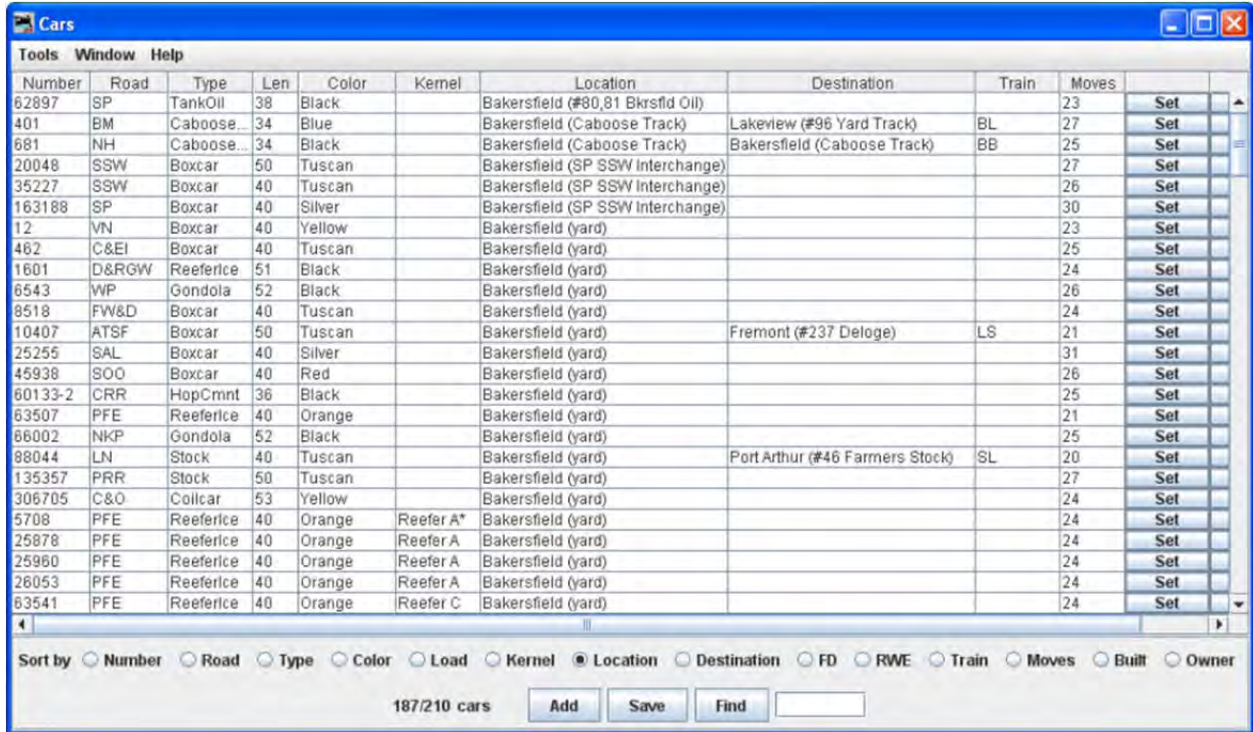 Cars
Tools Window Help
Number Road Type Len Color Kernel Location Destination Train Moves
62897 SP TankOil 38 Black Bakersfield (#80,81 Bkrsfld Oil) 23 Set
401 BM Caboose... 34 Blue Bakersfield (Caboose Track) Lakeview (#96 Yard Track) BL 27 Set
681 NH Caboose... 34 Black Bakersfield (Caboose Track) Bakersfield (Caboose Track) BB 25 Set
20048 SSW Boxcar 50 Tuscan Bakersfield (SP SSW Interchange) 27 Set
35227 SSW Boxcar 40 Tuscan Bakersfield (SP SSW Interchange) 26 Set
163188 SP Boxcar 40 Silver Bakersfield (SP SSW Interchange) 30 Set
12 VN Boxcar 40 Yellow Bakersfield (yard) 23 Set
462 C&EI Boxcar 40 Tuscan Bakersfield (yard) 25 Set
1601 D&RGW ReeferIce 51 Black Bakersfield (yard) 24 Set
6543 WP Gondola 52 Black Bakersfield (yard) 26 Set
8518 FW&D Boxcar 40 Tuscan Bakersfield (yard) 24 Set
10407 ATSF Boxcar 50 Tuscan Bakersfield (yard) Fremont (#237 Deloge) LS 21 Set
25255 SAL Boxcar 40 Silver Bakersfield (yard) 31 Set
45938 SOO Boxcar 40 Red Bakersfield (yard) 26 Set
60133-2 CRR HopCmnt 36 Black Bakersfield (yard) 25 Set
63507 PFE ReeferIce 40 Orange Bakersfield (yard) 21 Set
66002 NKP Gondola 52 Black Bakersfield (yard) 25 Set
88044 LN Stock 40 Tuscan Bakersfield (yard) Port Arthur (#46 Farmers Stock) SL 20 Set
135357 PRR Stock 50 Tuscan Bakersfield (yard) 27 Set
306705 C&O Coilcar 53 Yellow Bakersfield (yard) 24 Set
5708 PFE ReeferIce 40 Orange Reefer A* Bakersfield (yard) 24 Set
25878 PFE ReeferIce 40 Orange Reefer A Bakersfield (yard) 24 Set
25960 PFE ReeferIce 40 Orange Reefer A Bakersfield (yard) 24 Set
26053 PFE ReeferIce 40 Orange Reefer A Bakersfield (yard) 24 Set
63541 PFE ReeferIce 40 Orange Reefer C Bakersfield (yard) 24 Set
Sort by Number Road Type Color Load Kernel Location Destination FD RWE Train Moves Built Owner
187/210 cars Add Save Find